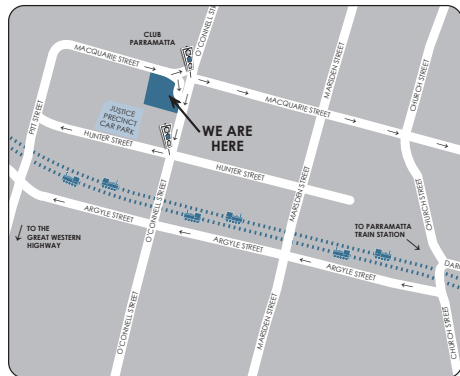 CLUB
PARRAMATTA
O'CONNELL STREET
MARSDEN STREET
CHURCH STREET
MACQUARIE STREET
MACQUARIE STREET
PITT STREET
JUSTICE
PRECINCT
CAR PARK
WE ARE
HERE
HUNTER STREET
HUNTER STREET
CHURCH STREET
ARGYLE STREET
O'CONNELL STREET
MARSDEN STREET
TO THE
GREAT WESTERN
HIGHWAY
TO PARRAMATTA
TRAIN STATION
ARGYLE STREET
DARC
O'CONNELL STREET
MARSDEN STREET
CHURCH STREET